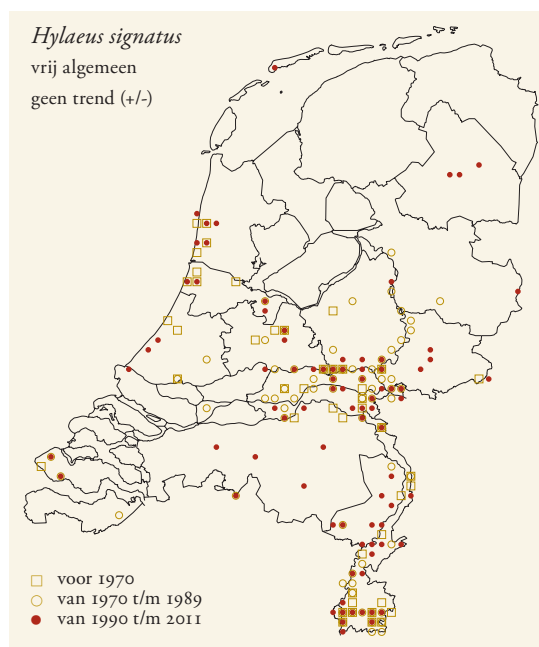 Hylaeus signatus
vrij algemeen
geen trend (+/-)
voor 1970
van 1970 t/m 1989
van 1990 t/m 2011